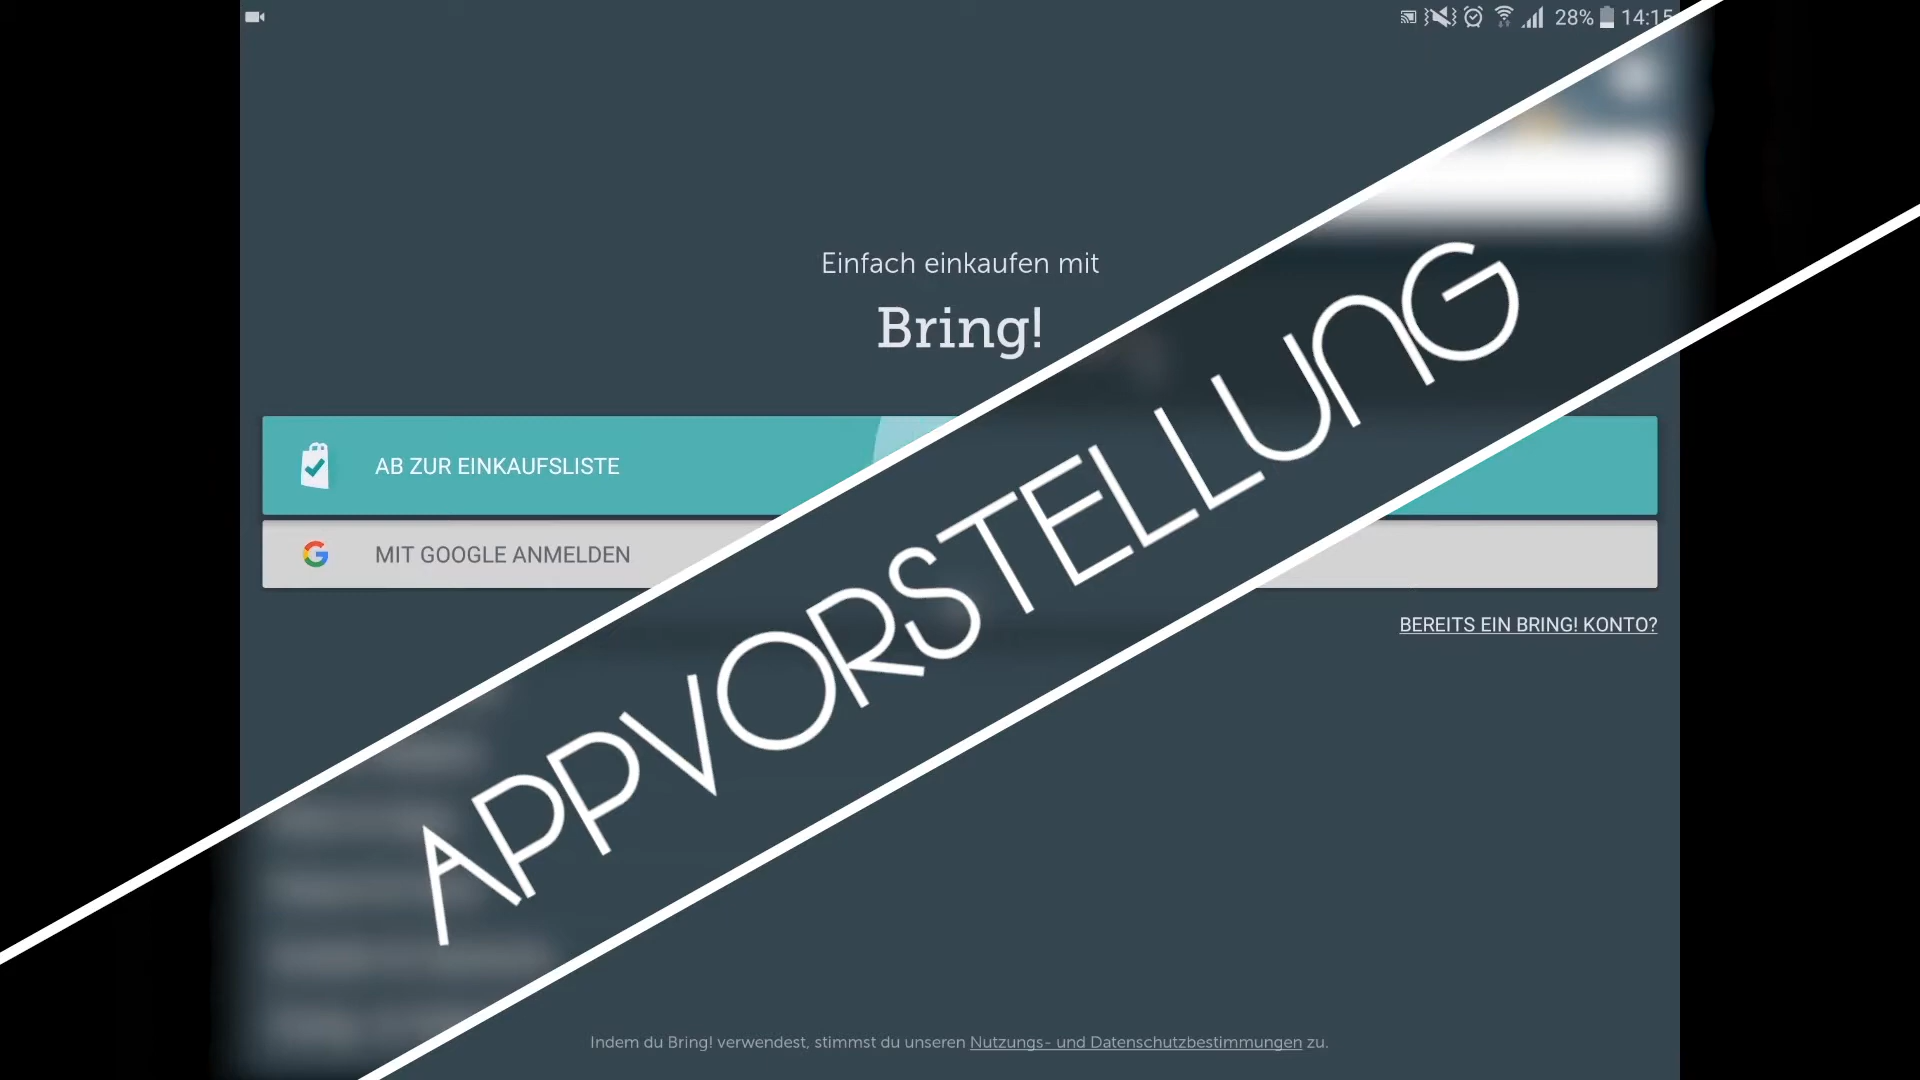 28% 14:15
Einfach einkaufen mit
Bring!
AB ZUR EINKAUFSLISTE
MIT GOOGLE ANMELDEN
BEREITS EIN BRING! KONTO?
APPVORSTELLUNG
Indem du Bring! verwendest, stimmst du unseren Nutzungs- und Datenschutzbestimmungen zu.